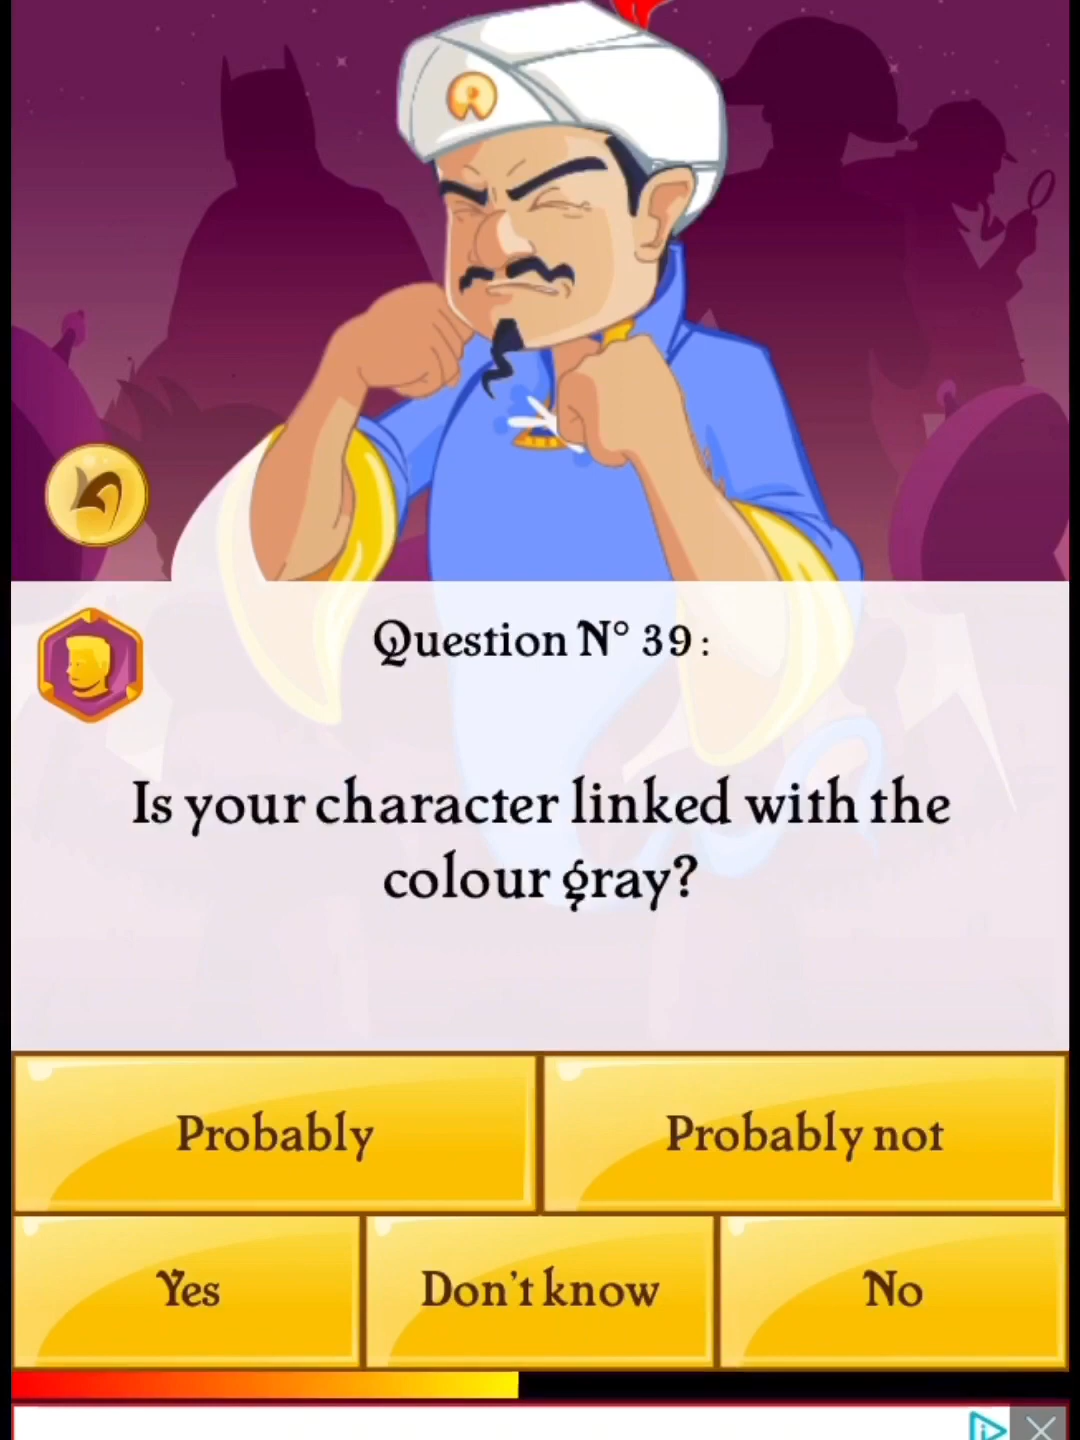 Question N° 39 :
Is your character linked with the
colour gray?
Probably
Probably not
Yes
Don't know
No